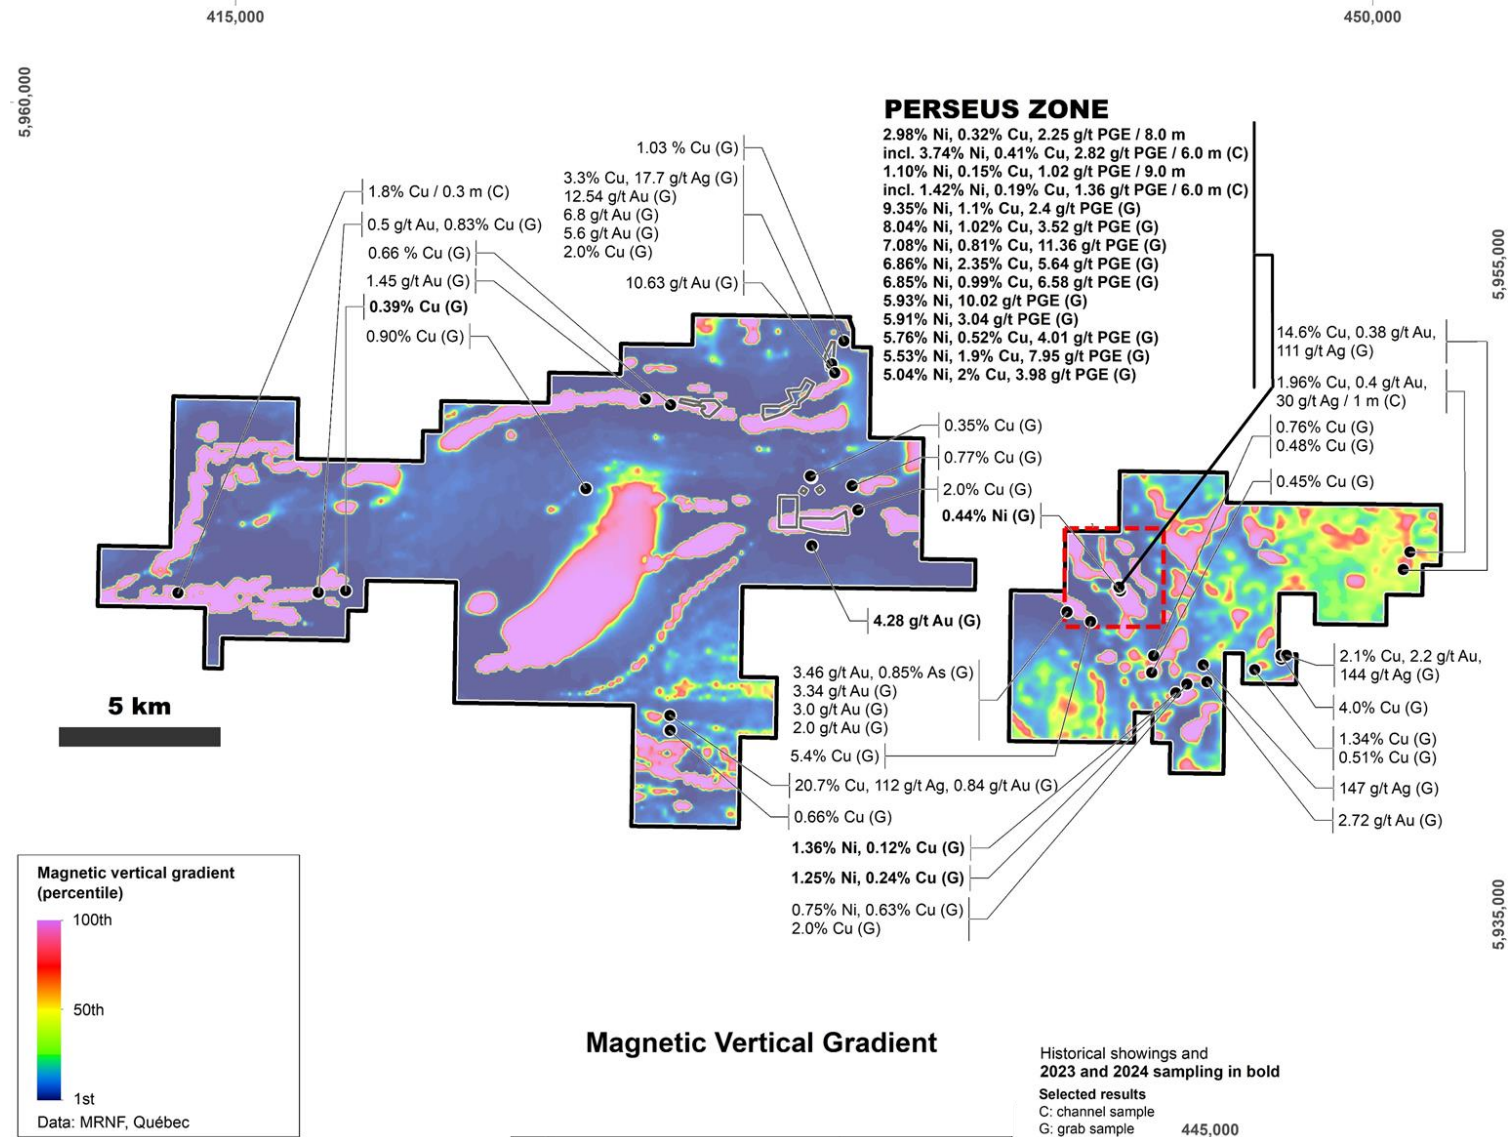 415,000
450,000
5,960,000
5,955,000
PERSEUS ZONE
2.98% Ni, 0.32% Cu, 2.25 g/t PGE / 8.0 m
incl. 3.74% Ni, 0.41% Cu, 2.82 g/t PGE / 6.0 m (C)
1.10% Ni, 0.15% Cu, 1.02 g/t PGE / 9.0 m
incl. 1.42% Ni, 0.19% Cu, 1.36 g/t PGE / 6.0 m (C)
9.35% Ni, 1.1% Cu, 2.4 g/t PGE (G)
8.04% Ni, 1.02% Cu, 3.52 g/t PGE (G)
7.08% Ni, 0.81% Cu, 11.36 g/t PGE (G)
6.86% Ni, 2.35% Cu, 5.64 g/t PGE (G)
6.85% Ni, 0.99% Cu, 6.58 g/t PGE (G)
5.93% Ni, 10.02 g/t PGE (G)
5.91% Ni, 3.04 g/t PGE (G)
5.76% Ni, 0.52% Cu, 4.01 g/t PGE (G)
5.53% Ni, 1.9% Cu, 7.95 g/t PGE (G)
5.04% Ni, 2% Cu, 3.98 g/t PGE (G)
1.03 % Cu (G)
3.3% Cu, 17.7 g/t Ag (G)
12.54 g/t Au (G)
6.8 g/t Au (G)
5.6 g/t Au (G)
2.0% Cu (G)
10.63 g/t Au (G)
1.8% Cu / 0.3 m (C)
0.5 g/t Au, 0.83% Cu (G)
0.66 % Cu (G)
1.45 g/t Au (G)
0.39% Cu (G)
0.90% Cu (G)
14.6% Cu, 0.38 g/t Au,
111 g/t Ag (G)
1.96% Cu, 0.4 g/t Au,
30 g/t Ag / 1 m (C)
0.76% Cu (G)
0.48% Cu (G)
0.45% Cu (G)
0.35% Cu (G)
0.77% Cu (G)
2.0% Cu (G)
0.44% Ni (G)
4.28 g/t Au (G)
3.46 g/t Au, 0.85% As (G)
3.34 g/t Au (G)
3.0 g/t Au (G)
2.0 g/t Au (G)
5.4% Cu (G)
20.7% Cu, 112 g/t Ag, 0.84 g/t Au (G)
0.66% Cu (G)
1.36% Ni, 0.12% Cu (G)
1.25% Ni, 0.24% Cu (G)
0.75% Ni, 0.63% Cu (G)
2.0% Cu (G)
2.1% Cu, 2.2 g/t Au,
144 g/t Ag (G)
4.0% Cu (G)
1.34% Cu (G)
0.51% Cu (G)
147 g/t Ag (G)
2.72 g/t Au (G)
5 km
5,935,000
Magnetic vertical gradient
(percentile)
100th
50th
1st
Data: MRNF, Québec
Magnetic Vertical Gradient
Historical showings and
2023 and 2024 sampling in bold
Selected results
C: channel sample
G: grab sample
445,000